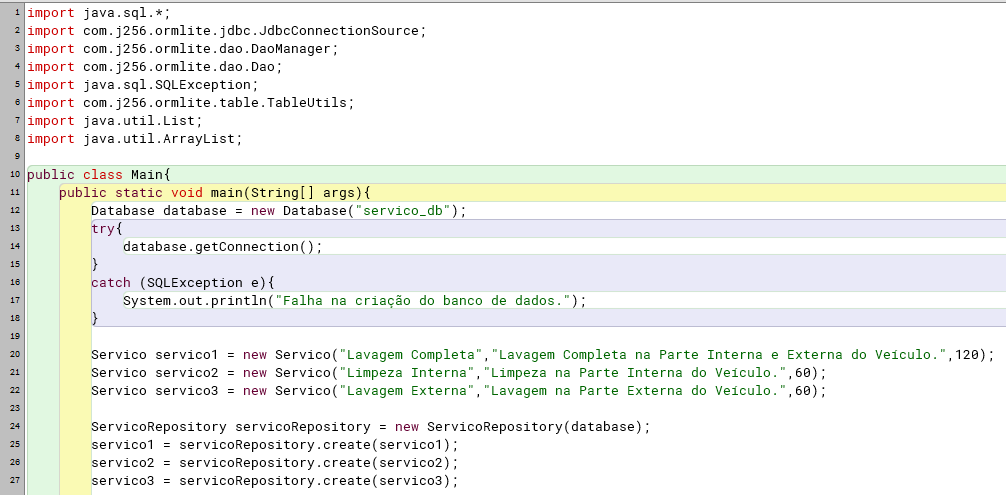 1 import java.sql.*;
2 import com.j256.ormlite.jdbc.JdbcConnectionSource;
3 import com.j256.ormlite.dao.DaoManager;
4 import com.j256.ormlite.dao.Dao;
5 import java.sql.SQLException;
6 import com.j256.ormlite.table.TableUtils;
7 import java.util.List;
8 import java.util.ArrayList;
9
10 public class Main{
11     public static void main(String[] args){
12         Database database = new Database("servico_db");
13         try{
14             database.getConnection();
15         }
16         catch (SQLException e){
17             System.out.println("Falha na criação do banco de dados.");
18         }
19
20         Servico servico1 = new Servico("Lavagem Completa","Lavagem Completa na Parte Interna e Externa do Veículo.",120);
21         Servico servico2 = new Servico("Limpeza Interna","Limpeza na Parte Interna do Veículo.",60);
22         Servico servico3 = new Servico("Lavagem Externa","Lavagem na Parte Externa do Veículo.",60);
23
24         ServicoRepository servicoRepository = new ServicoRepository(database);
25         servico1 = servicoRepository.create(servico1);
26         servico2 = servicoRepository.create(servico2);
27         servico3 = servicoRepository.create(servico3);